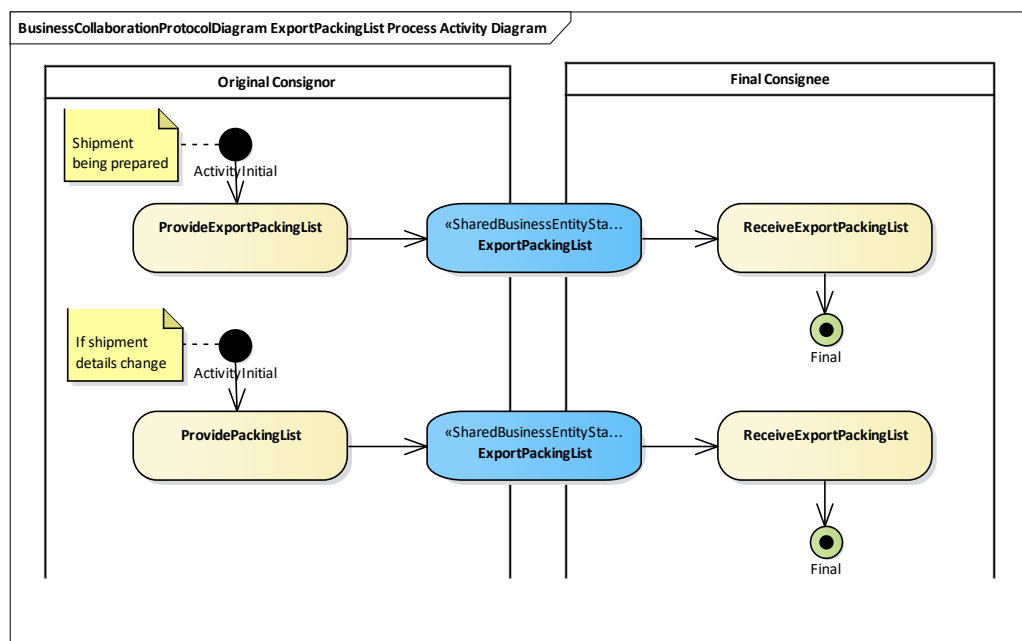 BusinessCollaborationProtocolDiagram ExportPackingList Process Activity Diagram
Original Consignor
Final Consignee
Shipment
being prepared
ActivityInitial
ProvideExportPackingList
«SharedBusinessEntitySta...
ExportPackingList
ReceiveExportPackingList
Final
If shipment
details change
ActivityInitial
ProvidePackingList
«SharedBusinessEntitySta...
ExportPackingList
ReceiveExportPackingList
Final